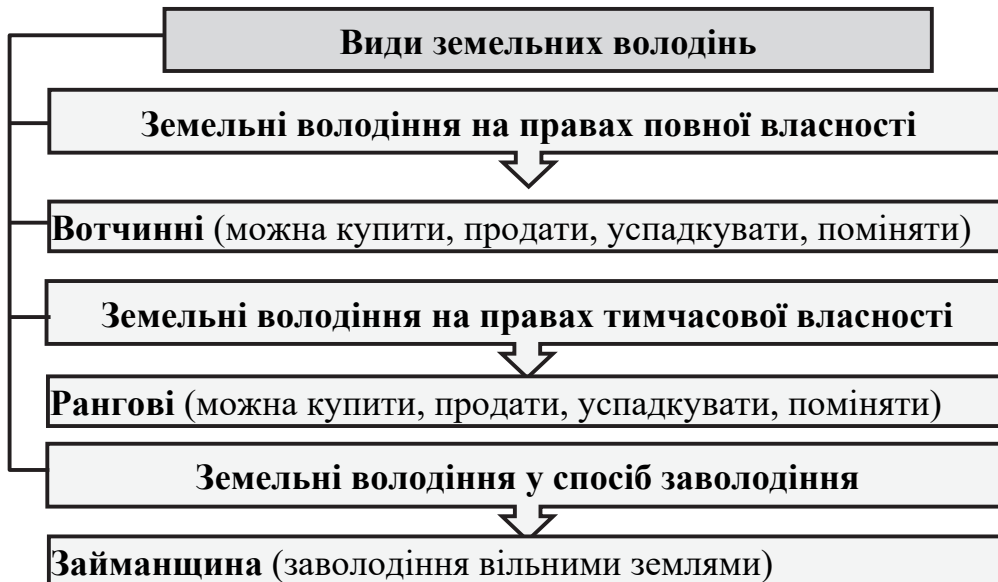 Види земельних володінь
Земельні володіння на правах повної власності
Вотчинні (можна купити, продати, успадкувати, поміняти)
Земельні володіння на правах тимчасової власності
Рангові (можна купити, продати, успадкувати, поміняти)
Земельні володіння у спосіб заволодіння
Займанщина (заволодіння вільними землями)